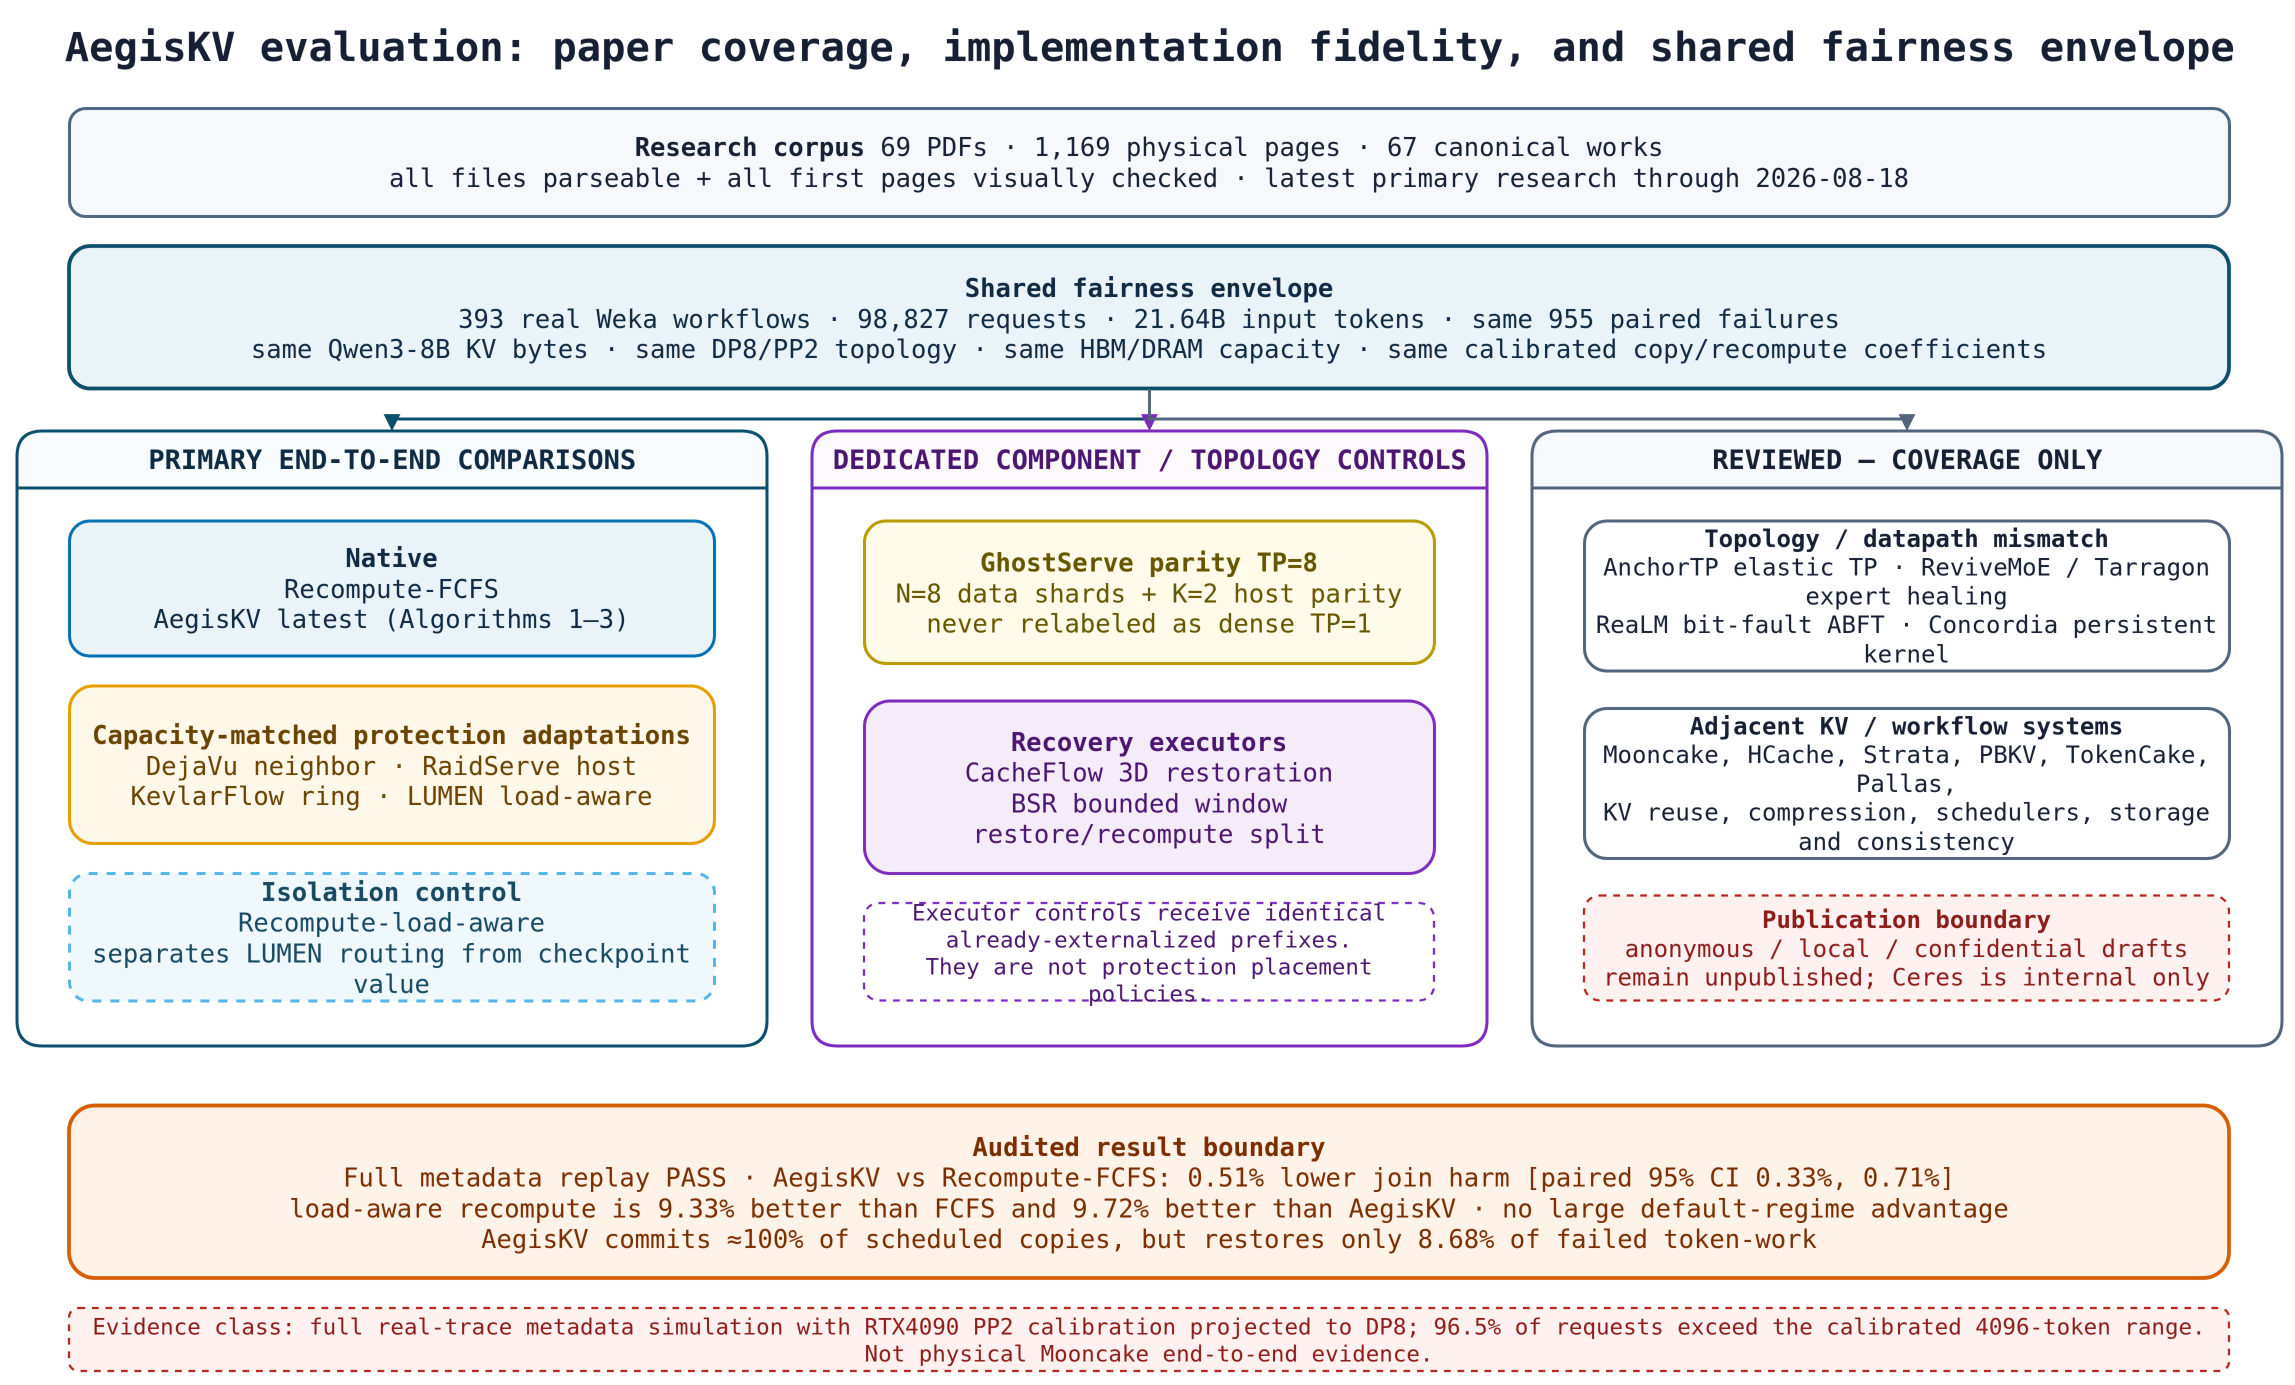 AegisKV evaluation: paper coverage, implementation fidelity, and shared fairness envelope
Research corpus 69 PDFs · 1,169 physical pages · 67 canonical works
all files parseable + all first pages visually checked · latest primary research through 2026-08-18
Shared fairness envelope
393 real Weka workflows · 98,827 requests · 21.64B input tokens · same 955 paired failures
same Qwen3-8B KV bytes · same DP8/PP2 topology · same HBM/DRAM capacity · same calibrated copy/recompute coefficients
PRIMARY END-TO-END COMPARISONS
Native
Recompute-FCFS
AegisKV latest (Algorithms 1–3)
Capacity-matched protection adaptations
DejaVu neighbor · RaidServe host
KevlarFlow ring · LUMEN load-aware
Isolation control
Recompute-load-aware
separates LUMEN routing from checkpoint
value
DEDICATED COMPONENT / TOPOLOGY CONTROLS
GhostServe parity TP=8
N=8 data shards + K=2 host parity
never relabeled as dense TP=1
Recovery executors
CacheFlow 3D restoration
BSR bounded window
restore/recompute split
Executor controls receive identical
already-externalized prefixes.
They are not protection placement
policies.
REVIEWED — COVERAGE ONLY
Topology / datapath mismatch
AnchorTP elastic TP · ReviveMoE / Tarragon
expert healing
ReaLM bit-fault ABFT · Concordia persistent
kernel
Adjacent KV / workflow systems
Mooncake, HCache, Strata, PBKV, TokenCake,
Pallas,
KV reuse, compression, schedulers, storage
and consistency
Publication boundary
anonymous / local / confidential drafts
remain unpublished; Ceres is internal only
Audited result boundary
Full metadata replay PASS · AegisKV vs Recompute-FCFS: 0.51% lower join harm [paired 95% CI 0.33%, 0.71%]
load-aware recompute is 9.33% better than FCFS and 9.72% better than AegisKV · no large default-regime advantage
AegisKV commits ≈100% of scheduled copies, but restores only 8.68% of failed token-work
Evidence class: full real-trace metadata simulation with RTX4090 PP2 calibration projected to DP8; 96.5% of requests exceed the calibrated 4096-token range.
Not physical Mooncake end-to-end evidence.